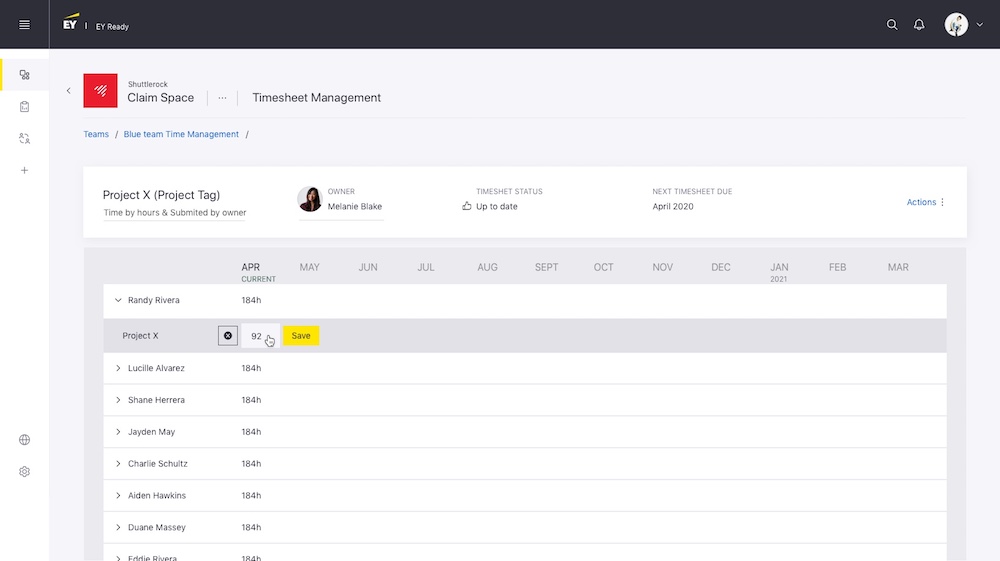 EY | EY Ready
Shuttlerock
Claim Space ... Timesheet Management
Teams / Blue team Time Management /
Project X (Project Tag)
Time by hours & Submited by owner
OWNER
Melanie Blake
TIMESHET STATUS
Up to date
NEXT TIMESHEET DUE
April 2020
Actions
APR MAY JUN JUL AUG SEPT OCT NOV DEC JAN FEB MAR
CURRENT 2021
Randy Rivera 184h
Project X 92 Save
Lucille Alvarez 184h
Shane Herrera 184h
Jayden May 184h
Charlie Schultz 184h
Aiden Hawkins 184h
Duane Massey 184h
Eddie Rivera 184h